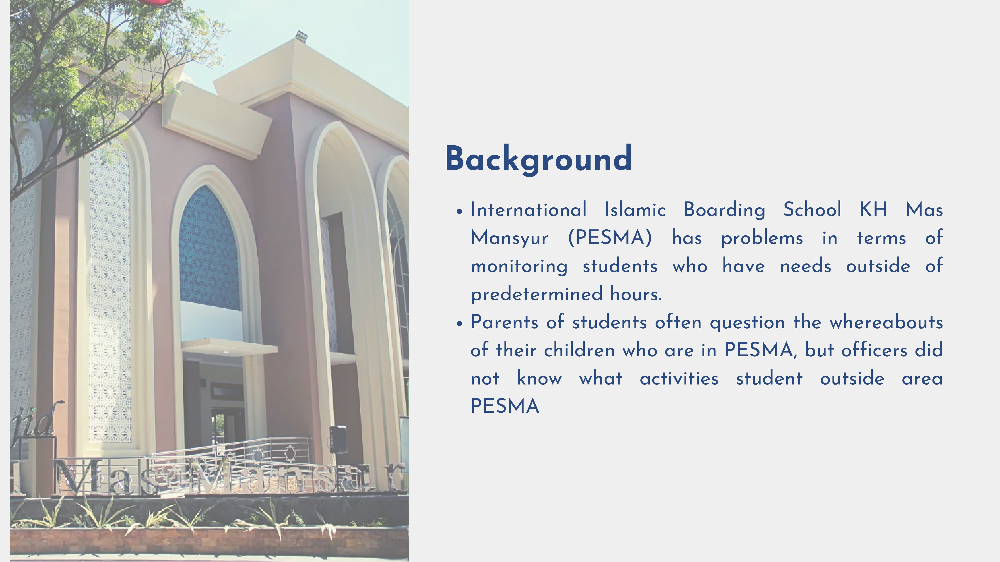 Background
• International Islamic Boarding School KH Mas
Mansyur (PESMA) has problems in terms of
monitoring students who have needs outside of
predetermined hours.
• Parents of students often question the whereabouts
of their children who are in PESMA, but officers did
not know what activities student outside area
PESMA
jid
Mas Mansur